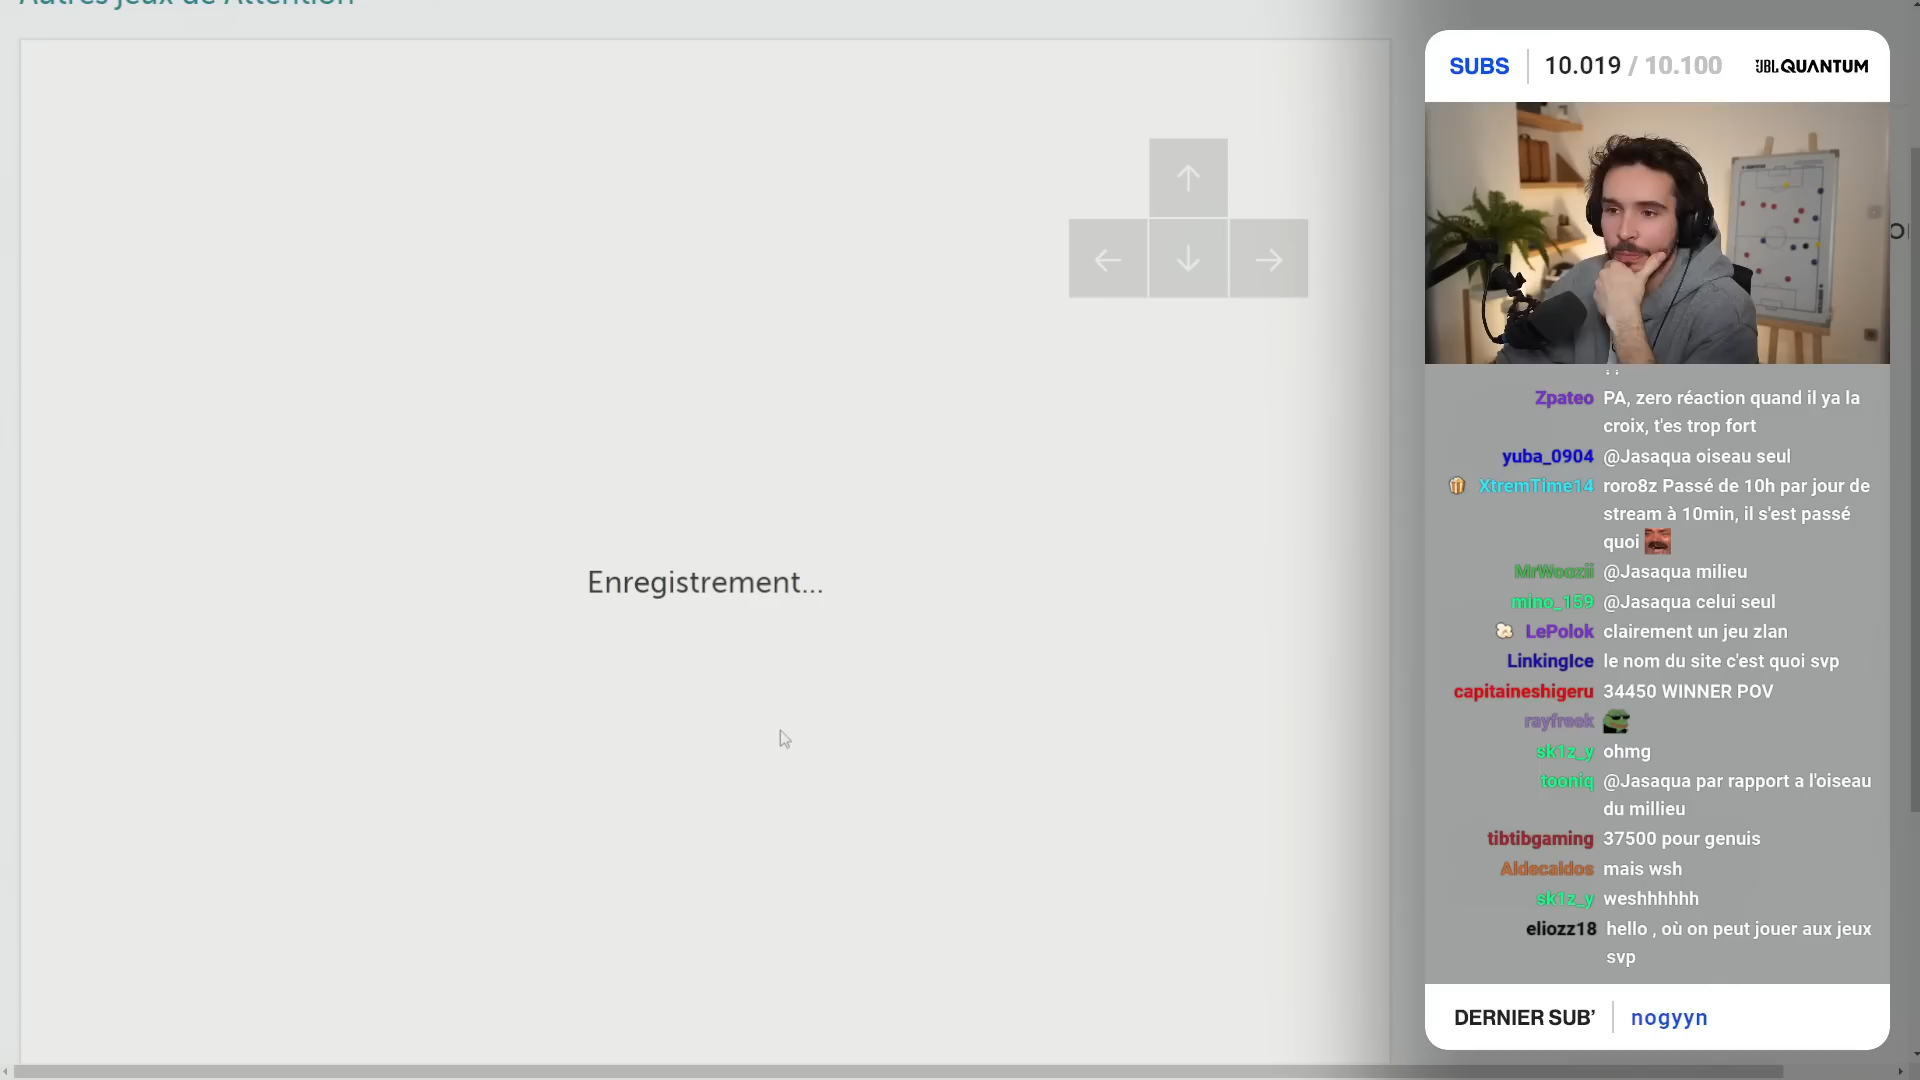 Autres jeux de Attention
Enregistrement...
SUBS 10.019 / 10.100 JBL QUANTUM
Zpateo PA, zero réaction quand il ya la
croix, t'es trop fort
yuba_0904 @Jasaqua oiseau seul
XtremTime14 roro8z Passé de 10h par jour de
stream à 10min, il s'est passé
quoi
MrWoozii @Jasaqua milieu
mino_159 @Jasaqua celui seul
LePolok clairement un jeu zlan
LinkingIce le nom du site c'est quoi svp
capitaineshigeru 34450 WINNER POV
rayfreek
sk1z_y ohmg
tooniq @Jasaqua par rapport a l'oiseau
du millieu
tibtibgaming 37500 pour genuis
Aldecaldos mais wsh
sk1z_y weshhhhhh
eliozz18 hello , où on peut jouer aux jeux
svp
DERNIER SUB' nogyyn